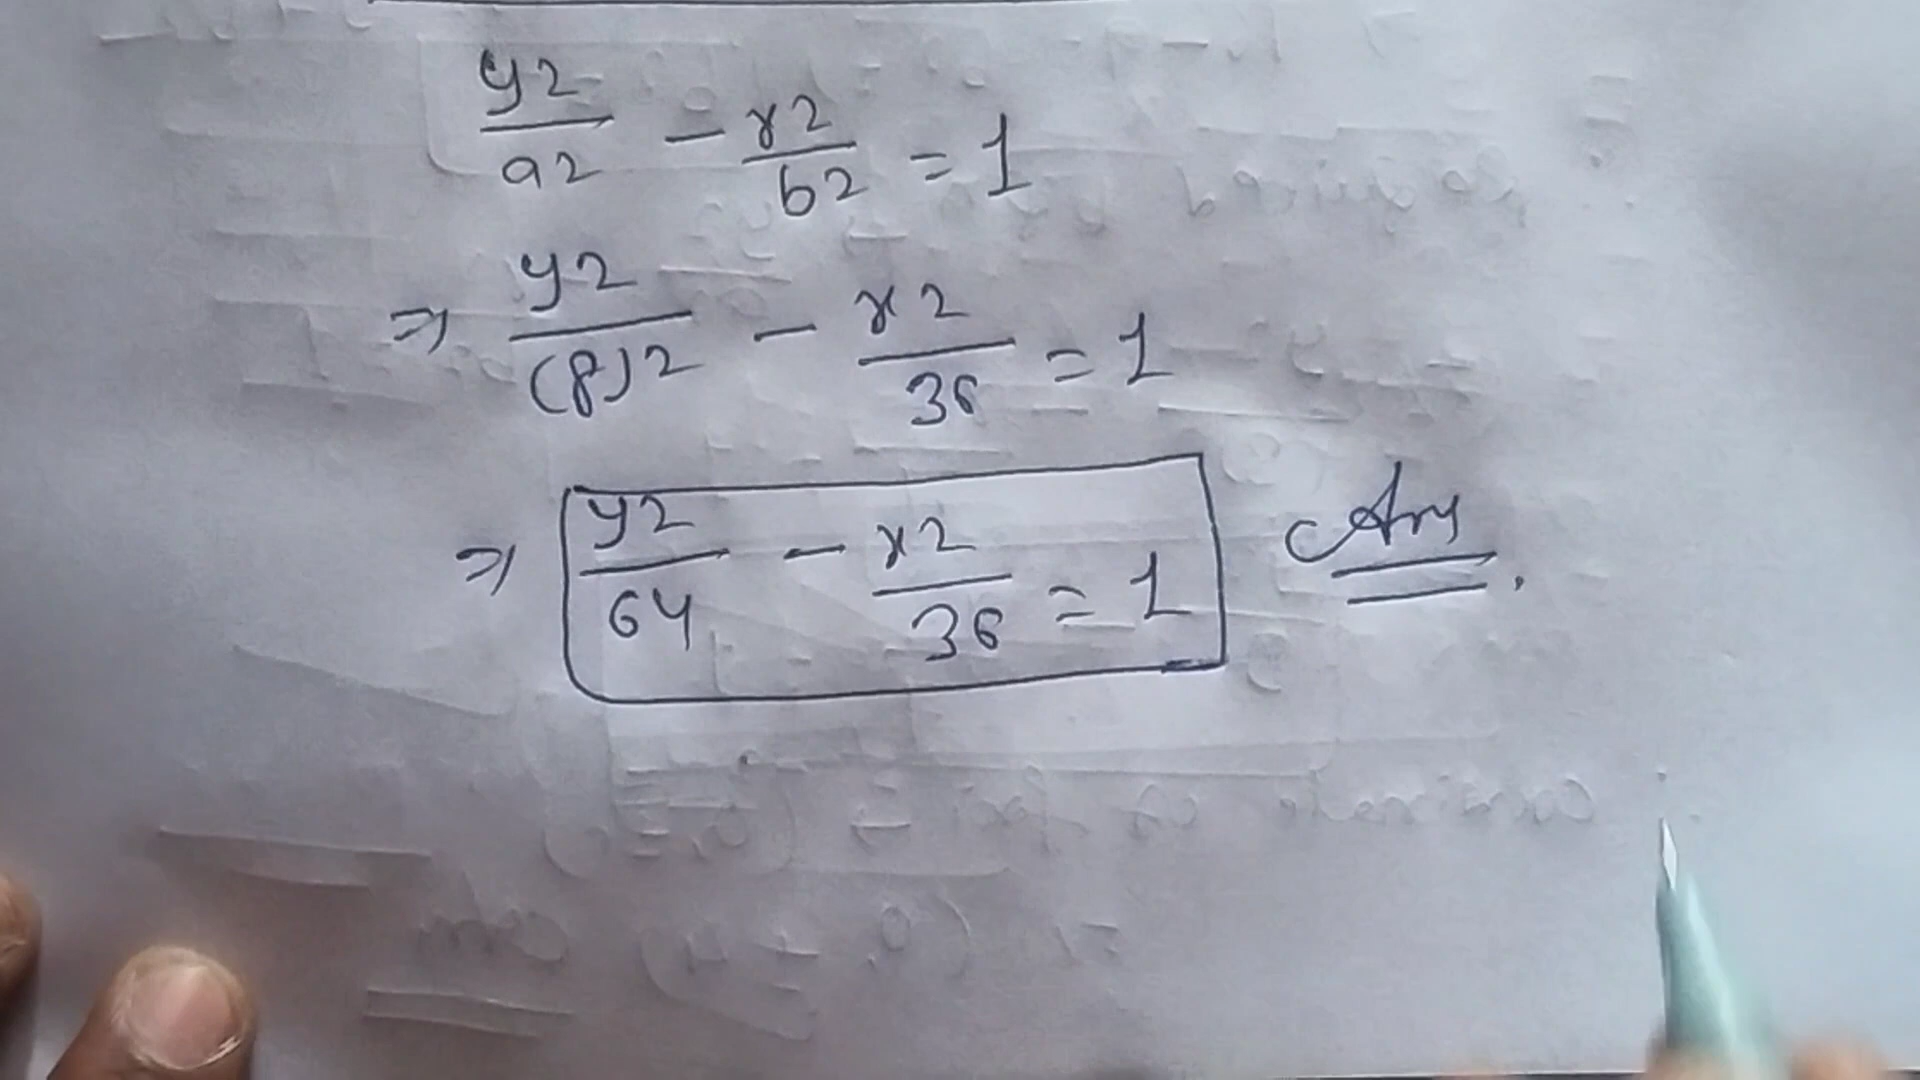 y2/a2 - x2/b2 = 1
⇒ y2/(8)2 - x2/36 = 1
⇒ y2/64 - x2/36 = 1 Ans.